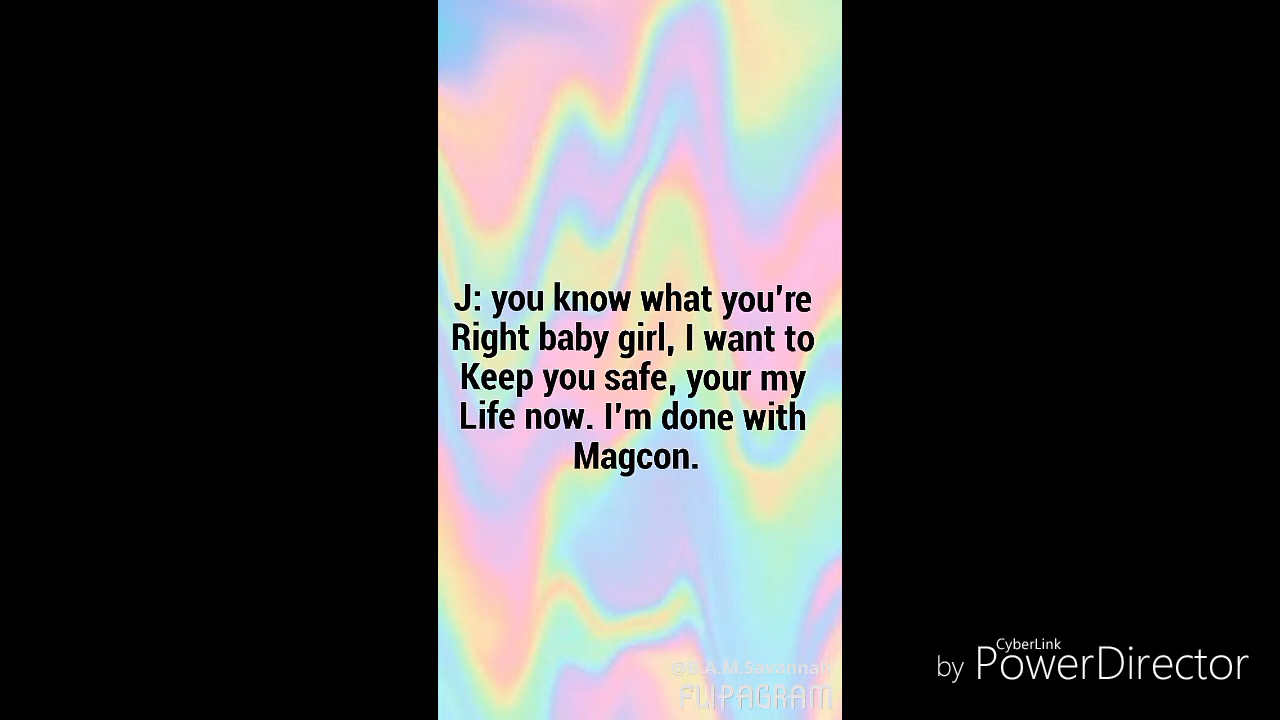 J: you know what you're
Right baby girl, I want to
Keep you safe, your my
Life now. I'm done with
Magcon.
@B.A.M.Savannah
FLIPAGRAM
CyberLink
by PowerDirector